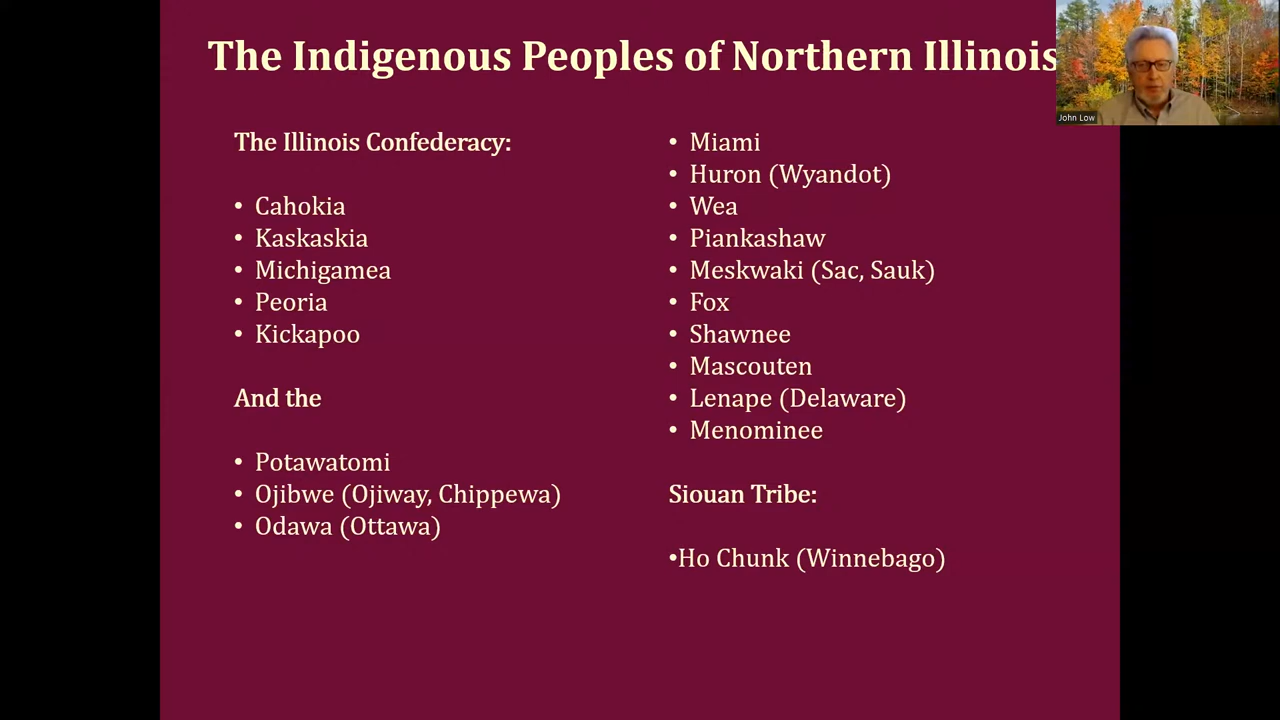 The Indigenous Peoples of Northern Illinois
John Low
The Illinois Confederacy:
• Cahokia
• Kaskaskia
• Michigamea
• Peoria
• Kickapoo
And the
• Potawatomi
• Ojibwe (Ojiway, Chippewa)
• Odawa (Ottawa)
• Miami
• Huron (Wyandot)
• Wea
• Piankashaw
• Meskwaki (Sac, Sauk)
• Fox
• Shawnee
• Mascouten
• Lenape (Delaware)
• Menominee
Siouan Tribe:
•Ho Chunk (Winnebago)